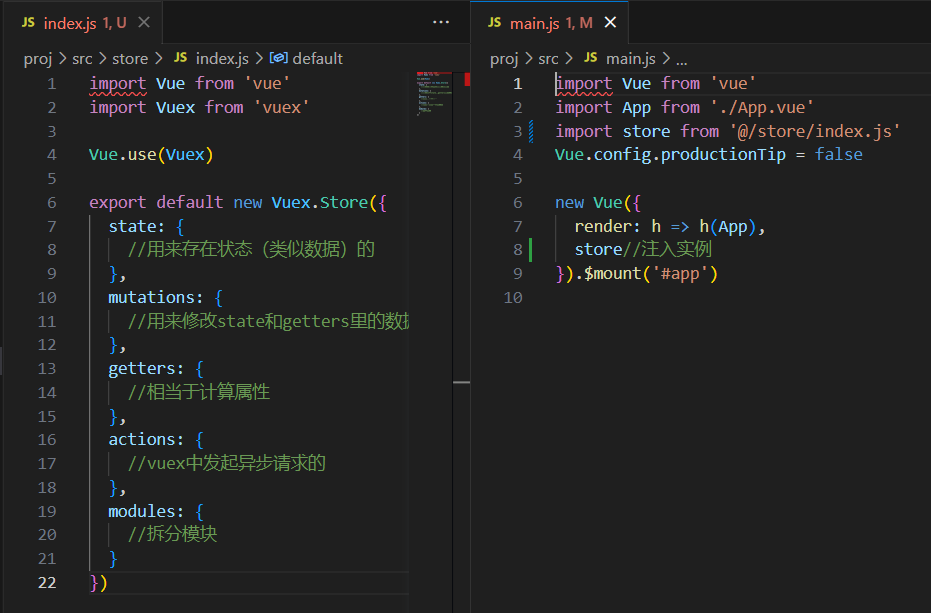 JS index.js 1, U
proj > src > store > JS index.js > default
1 import Vue from 'vue'
2 import Vuex from 'vuex'
3
4 Vue.use(Vuex)
5
6 export default new Vuex.Store({
7 state: {
8 //用来存在状态（类似数据）的
9 },
10 mutations: {
11 //用来修改state和getters里的数据
12 },
13 getters: {
14 //相当于计算属性
15 },
16 actions: {
17 //vuex中发起异步请求的
18 },
19 modules: {
20 //拆分模块
21 }
22 })
JS main.js 1, M
proj > src > JS main.js > ...
1 import Vue from 'vue'
2 import App from './App.vue'
3 import store from '@/store/index.js'
4 Vue.config.productionTip = false
5
6 new Vue({
7 render: h => h(App),
8 store//注入实例
9 }).$mount('#app')
10